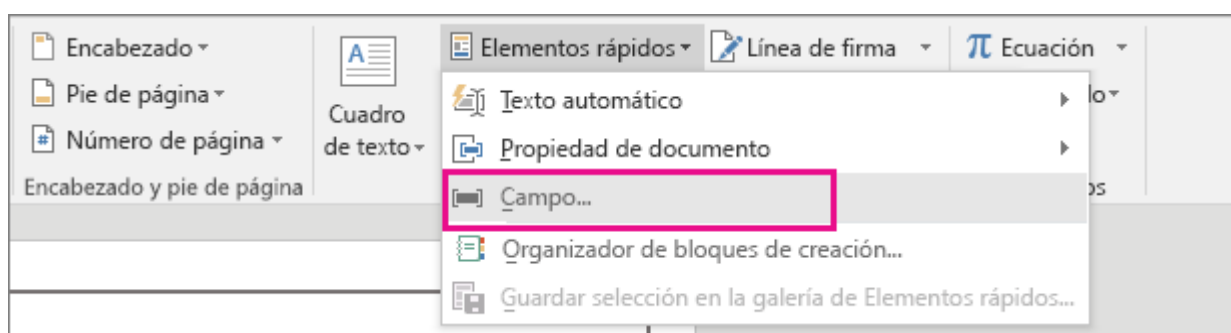 Encabezado
Pie de página
Número de página
Encabezado y pie de página
Cuadro
de texto
Elementos rápidos
Línea de firma
Ecuación
lo
os
Texto automático
Propiedad de documento
Campo...
Organizador de bloques de creación...
Guardar selección en la galería de Elementos rápidos...